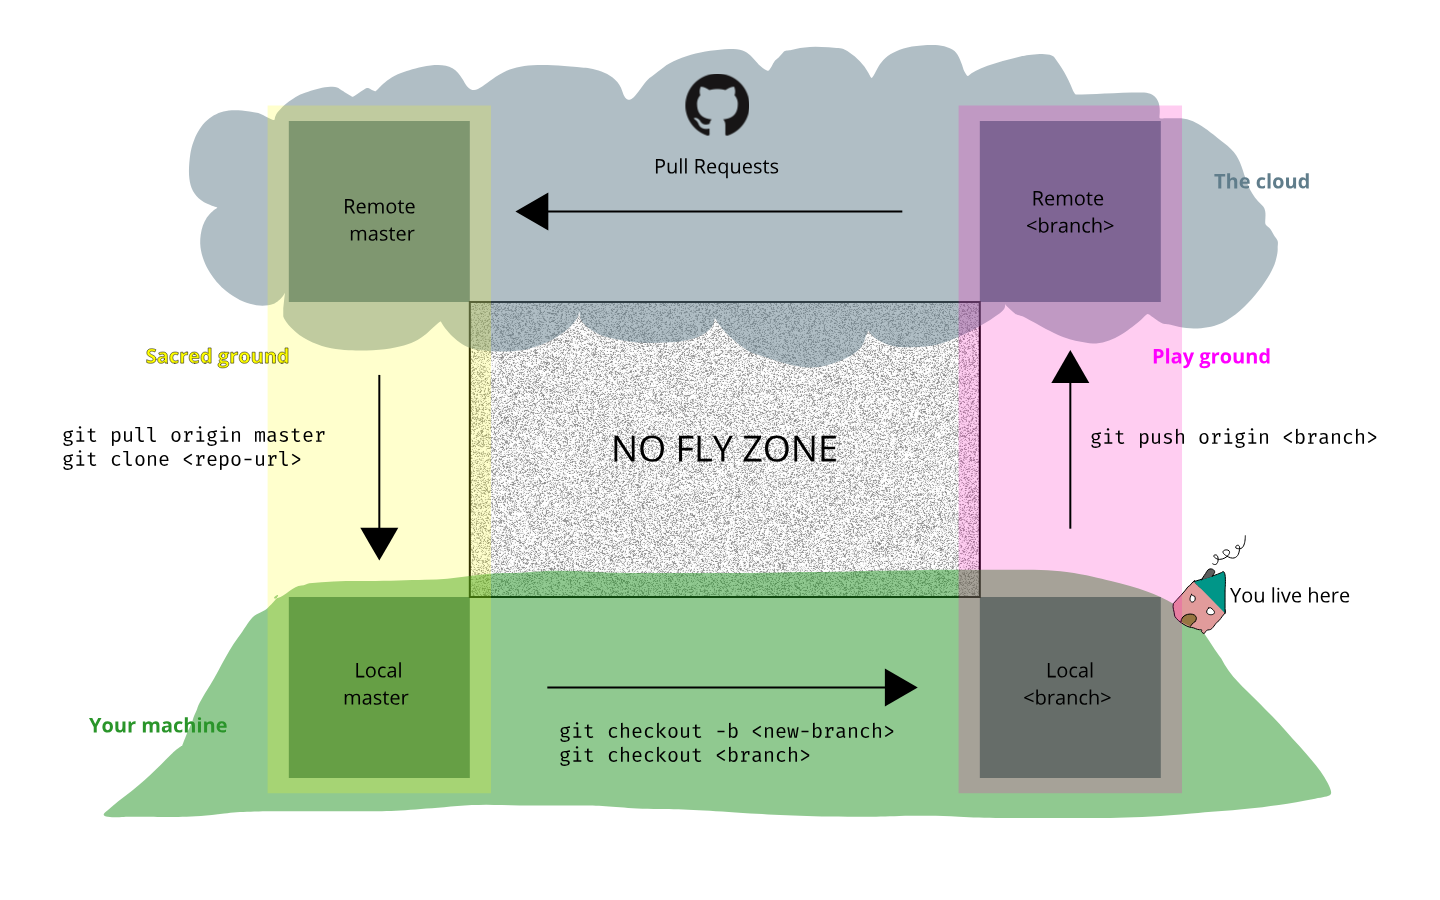 Pull Requests
The cloud
Remote
master
Remote
<branch>
Sacred ground
Play ground
git pull origin master
git clone <repo-url>
NO FLY ZONE
git push origin <branch>
You live here
Local
master
Local
<branch>
Your machine
git checkout -b <new-branch>
git checkout <branch>